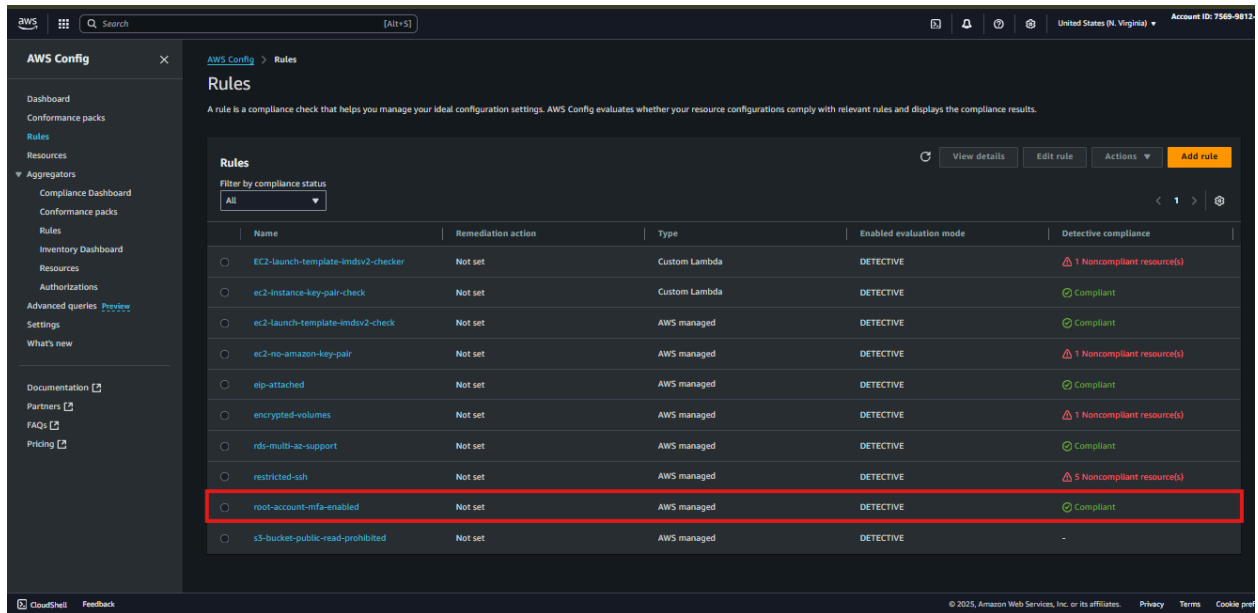 aws Search [Alt+S] United States (N. Virginia) ▼ Account ID: 7569-9812-
AWS Config
AWS Config > Rules
Rules
A rule is a compliance check that helps you manage your ideal configuration settings. AWS Config evaluates whether your resource configurations comply with relevant rules and displays the compliance results.
Dashboard
Conformance packs
Rules
Resources
Aggregators
Compliance Dashboard
Conformance packs
Rules
Inventory Dashboard
Resources
Authorizations
Advanced queries Preview
Settings
What's new
Documentation
Partners
FAQs
Pricing
Rules View details Edit rule Actions ▼ Add rule
Filter by compliance status
All
< 1 >
Name Remediation action Type Enabled evaluation mode Detective compliance
EC2-launch-template-imdsv2-checker Not set Custom Lambda DETECTIVE 1 Noncompliant resource(s)
ec2-instance-key-pair-check Not set Custom Lambda DETECTIVE Compliant
ec2-launch-template-imdsv2-check Not set AWS managed DETECTIVE Compliant
ec2-no-amazon-key-pair Not set AWS managed DETECTIVE 1 Noncompliant resource(s)
eip-attached Not set AWS managed DETECTIVE Compliant
encrypted-volumes Not set AWS managed DETECTIVE 1 Noncompliant resource(s)
rds-multi-az-support Not set AWS managed DETECTIVE Compliant
restricted-ssh Not set AWS managed DETECTIVE 5 Noncompliant resource(s)
root-account-mfa-enabled Not set AWS managed DETECTIVE Compliant
s3-bucket-public-read-prohibited Not set AWS managed DETECTIVE -
CloudShell Feedback © 2025, Amazon Web Services, Inc. or its affiliates. Privacy Terms Cookie pref